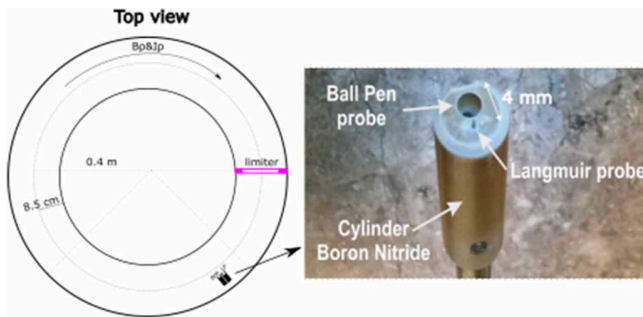 Top view
Bp&Ip
0.4 m
limiter
8.5 cm
Ball Pen
probe
4 mm
Langmuir probe
Cylinder
Boron Nitride